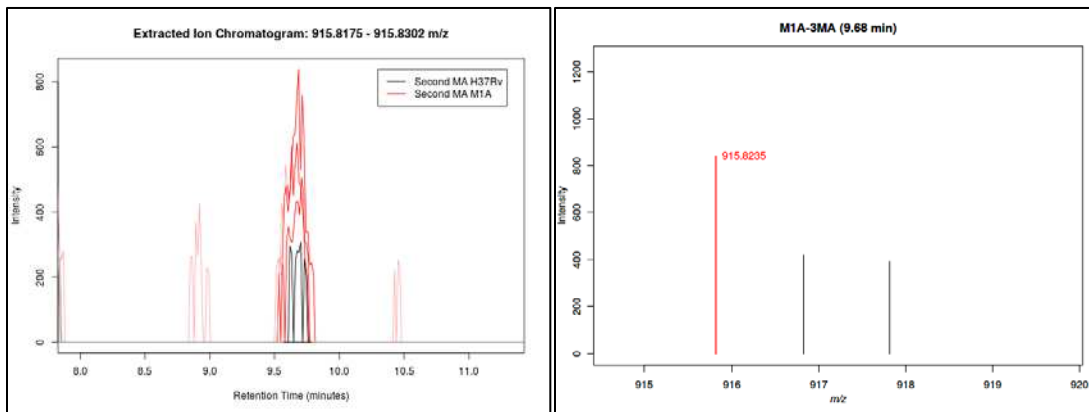 Extracted Ion Chromatogram: 915.8175 - 915.8302 m/z
Second MA H37Rv
Second MA M1A
Intensity
800
600
400
200
0
8.0 8.5 9.0 9.5 10.0 10.5 11.0
Retention Time (minutes)
M1A-3MA (9.68 min)
915.8235
Intensity
1200
1000
800
600
400
200
0
915 916 917 918 919 920
m/z